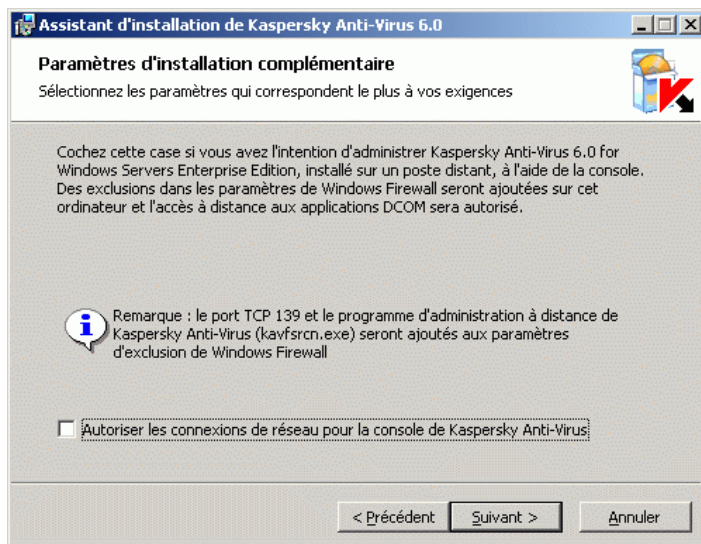 Assistant d'installation de Kaspersky Anti-Virus 6.0
Paramètres d'installation complémentaire
Sélectionnez les paramètres qui correspondent le plus à vos exigences
Cochez cette case si vous avez l'intention d'administrer Kaspersky Anti-Virus 6.0 for
Windows Servers Enterprise Edition, installé sur un poste distant, à l'aide de la console.
Des exclusions dans les paramètres de Windows Firewall seront ajoutées sur cet
ordinateur et l'accès à distance aux applications DCOM sera autorisé.
Remarque : le port TCP 139 et le programme d'administration à distance de
Kaspersky Anti-Virus (kavfsrcn.exe) seront ajoutés aux paramètres
d'exclusion de Windows Firewall
Autoriser les connexions de réseau pour la console de Kaspersky Anti-Virus
< Précédent Suivant > Annuler